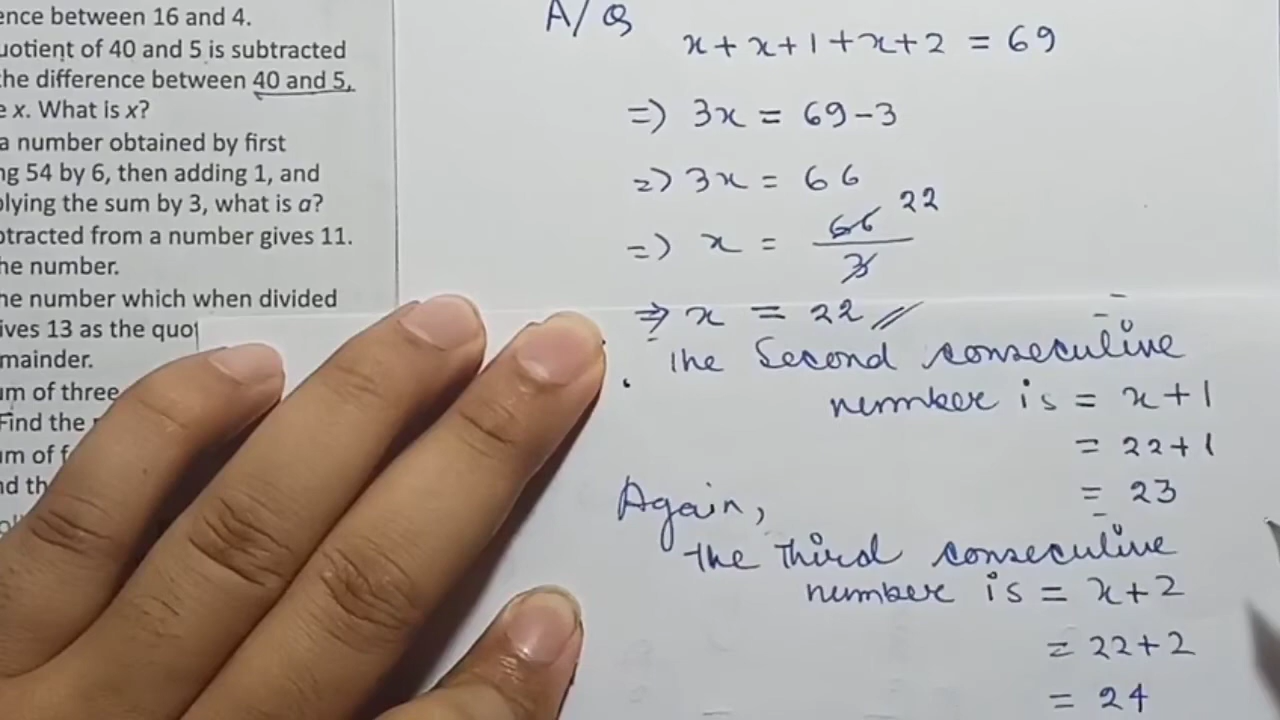 ence between 16 and 4.
uotient of 40 and 5 is subtracted
the difference between 40 and 5,
e x. What is x?
a number obtained by first
ng 54 by 6, then adding 1, and
plying the sum by 3, what is a?
btracted from a number gives 11.
he number.
he number which when divided
ives 13 as the quot
mainder.
um of three
Find the
um of f
nd th
A/Q
x+x+1+x+2 = 69
=) 3x = 69-3
=) 3x = 66
=) x = 66/3 22
=> x = 22 //
The Second consecutive
number is = x+1
= 22+1
= 23
Again,
the third consecutive
number is = x+2
= 22+2
= 24